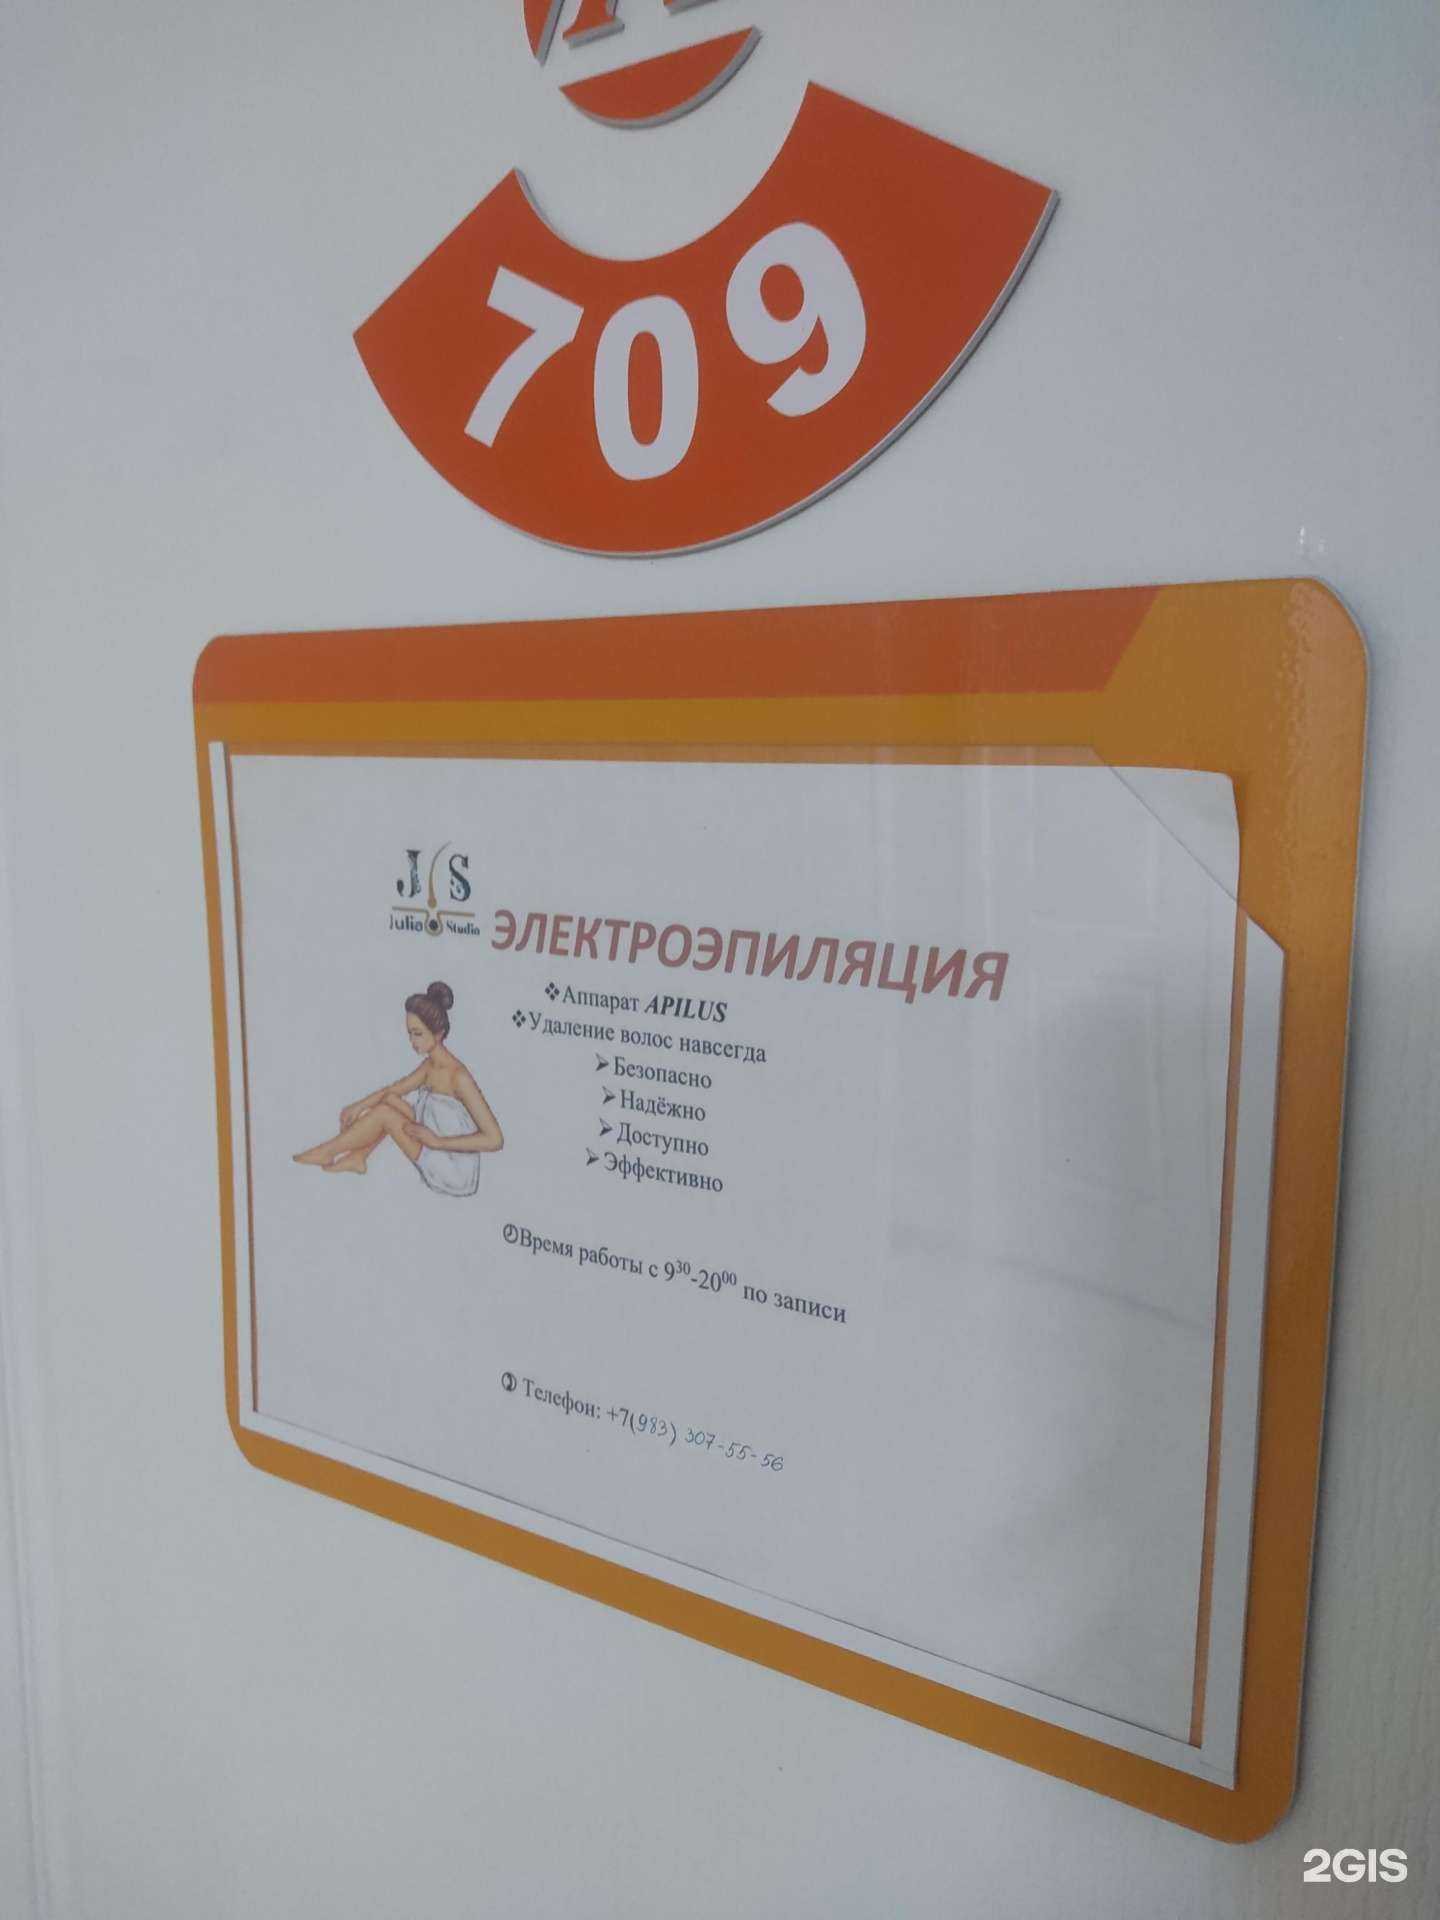 709
J S
Julia Studio
ЭЛЕКТРОЭПИЛЯЦИЯ
❖Аппарат APILUS
❖Удаление волос навсегда
➢Безопасно
➢Надёжно
➢Доступно
➢Эффективно
Время работы с 9³⁰-20⁰⁰ по записи
Телефон: +7(983) 307-55-56
2GIS